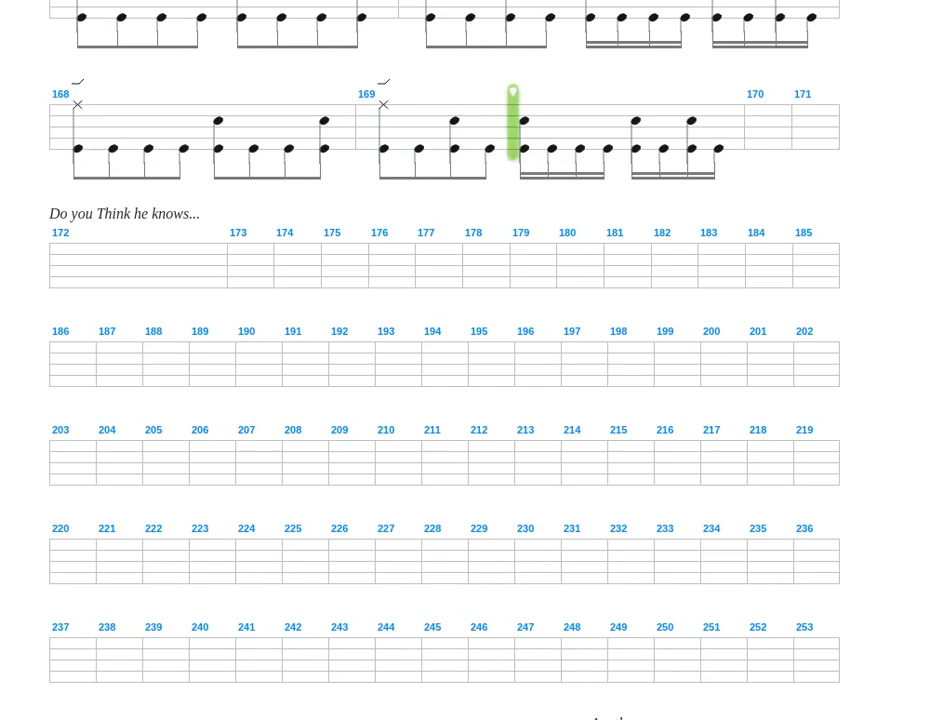 168 169 170 171
Do you Think he knows...
172 173 174 175 176 177 178 179 180 181 182 183 184 185
186 187 188 189 190 191 192 193 194 195 196 197 198 199 200 201 202
203 204 205 206 207 208 209 210 211 212 213 214 215 216 217 218 219
220 221 222 223 224 225 226 227 228 229 230 231 232 233 234 235 236
237 238 239 240 241 242 243 244 245 246 247 248 249 250 251 252 253